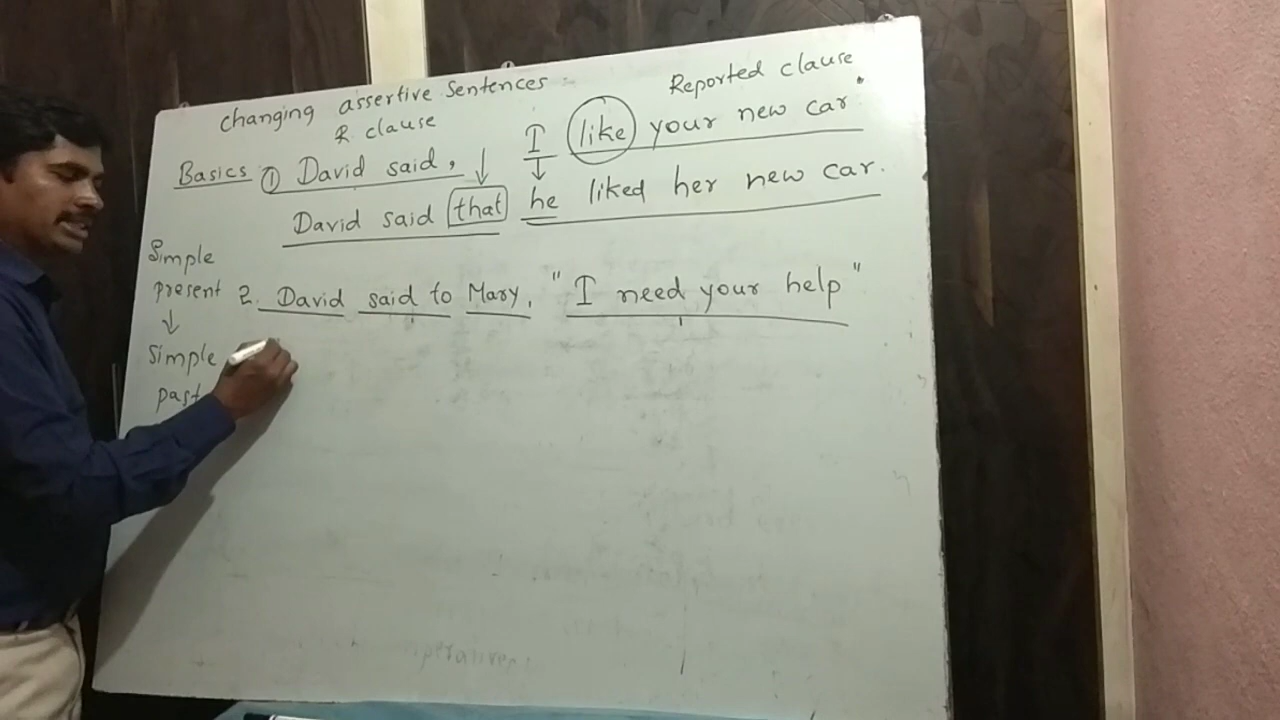 Changing assertive Sentences :-
R clause
Reported clause
Basics ① David said, I like your new car.
David said that he liked her new car.
Simple
present
↓
Simple
past
2. David said to Mary, "I need your help"